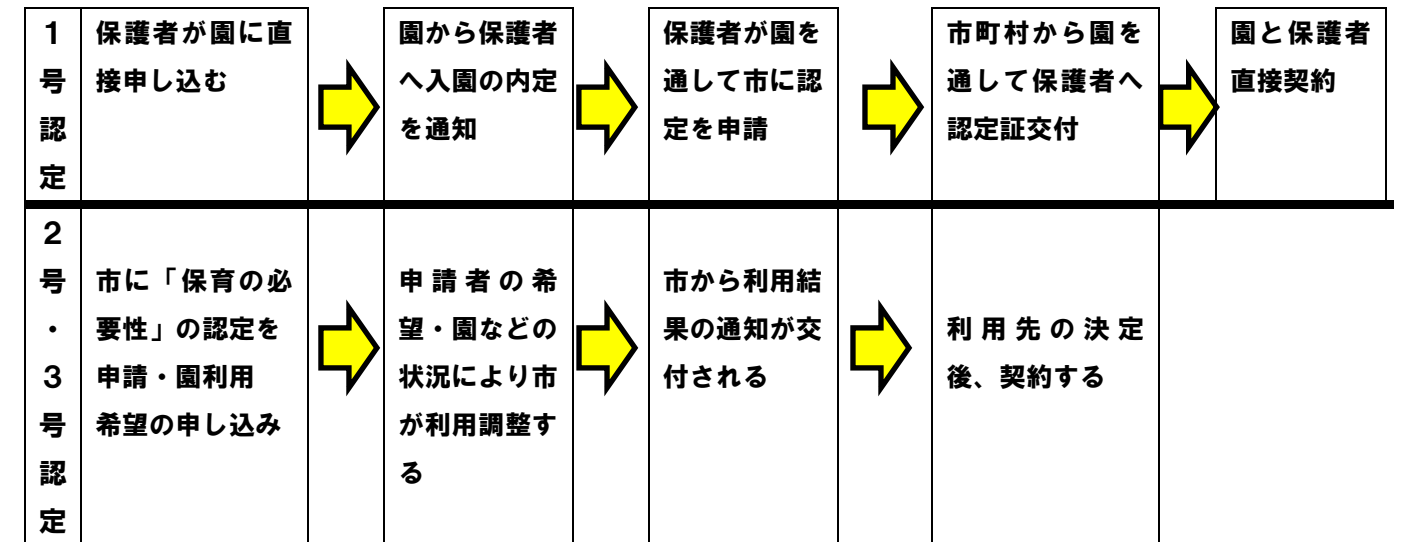 1号認定
保護者が園に直
接申し込む
園から保護者
へ入園の内定
を通知
保護者が園を
通して市に認
定を申請
市町村から園を
通して保護者へ
認定証交付
園と保護者
直接契約
2号・3号認定
市に「保育の必
要性」の認定を
申請・園利用
希望の申し込み
申請者の希
望・園などの
状況により市
が利用調整す
る
市から利用結
果の通知が交
付される
利用先の決定
後、契約する